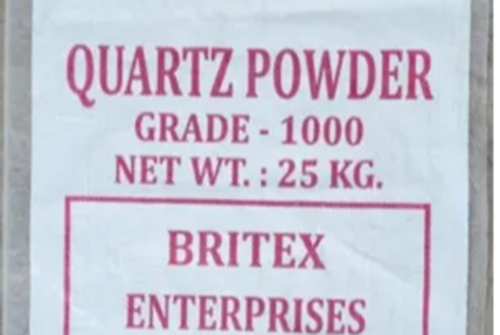 QUARTZ POWDER
GRADE - 1000
NET WT. : 25 KG.
BRITEX
ENTERPRISES